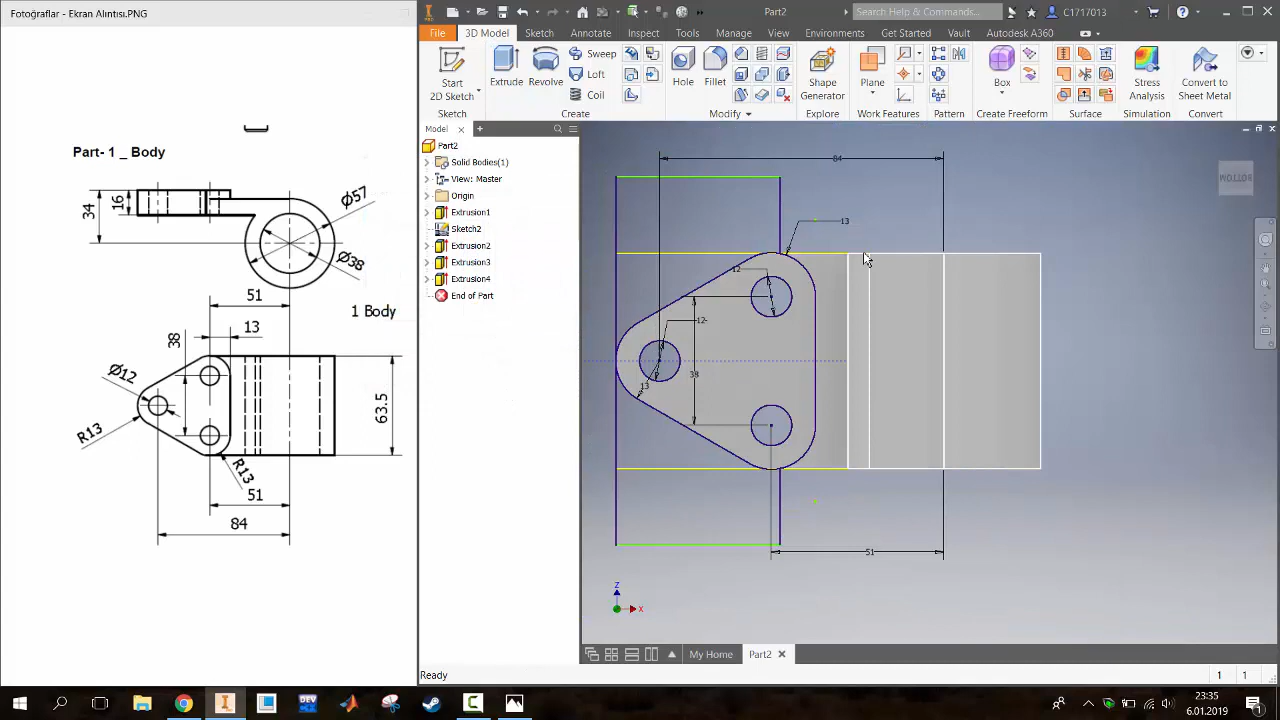 Fotoğraflar - Ekran Alıntısı.PNG
Part2
Search Help & Commands...
C1717013
File
3D Model
Sketch
Annotate
Inspect
Tools
Manage
View
Environments
Get Started
Vault
Autodesk A360
Start
2D Sketch
Extrude
Revolve
Sweep
Loft
Coil
Hole
Fillet
Shape
Generator
Plane
Box
Stress
Analysis
Convert to
Sheet Metal
Sketch
Create
Modify
Explore
Work Features
Pattern
Create Freeform
Surface
Simulation
Convert
Model
Part2
Solid Bodies(1)
View: Master
Origin
Extrusion1
Sketch2
Extrusion2
Extrusion3
Extrusion4
End of Part
Part- 1 _ Body
34
16
Ø57
Ø38
51
1 Body
13
38
Ø12
R13
63.5
R13
51
84
84
13
12
12
38
13
51
BOTTOM
Z
X
My Home
Part2
Ready
1
1
23:35
6.01.2019